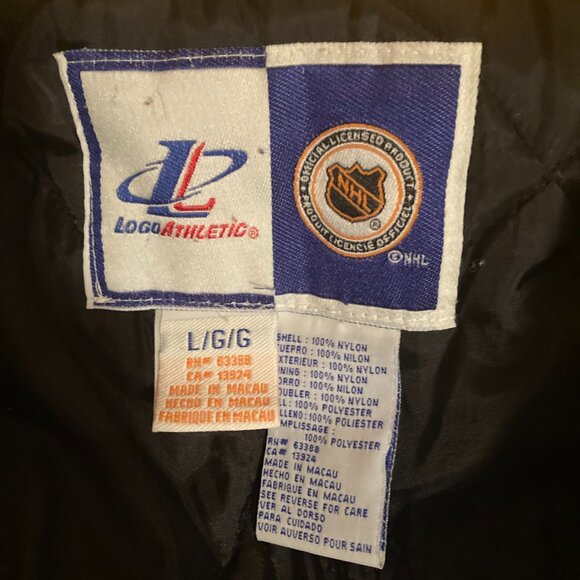 LOGOATHLETIC®
OFFICIAL LICENSED PRODUCT
NHL
®
PRODUIT LICENCIÉ OFFICIEL
©NHL
L/G/G
RN# 63388
CA# 13924
MADE IN MACAU
HECHO EN MACAU
FABRIQUE EN MACAU
SHELL : 100% NYLON
UEPRO : 100% NILON
EXTERIEUR : 100% NYLON
NING : 100% NYLON
ORRO : 100% NILON
OUBLER : 100% NYLON
LL : 100% POLYESTER
LLENO: 100% POLIESTER
MPLISSAGE :
100% POLYESTER
RN# 63388
CA# 13924
MADE IN MACAU
HECHO EN MACAU
FABRIQUE EN MACAU
SEE REVERSE FOR CARE
VER AL DORSO
PARA CUIDADO
VOIR AUVERSO POUR SAIN